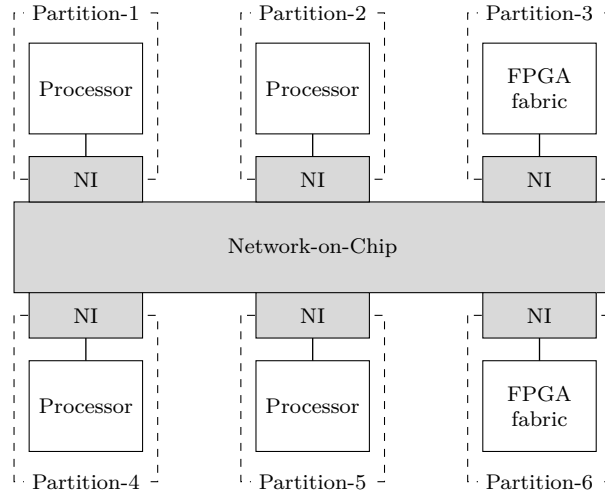 Partition-1 Partition-2 Partition-3
Processor Processor FPGA
fabric
NI NI NI
Network-on-Chip
NI NI NI
Processor Processor FPGA
fabric
Partition-4 Partition-5 Partition-6